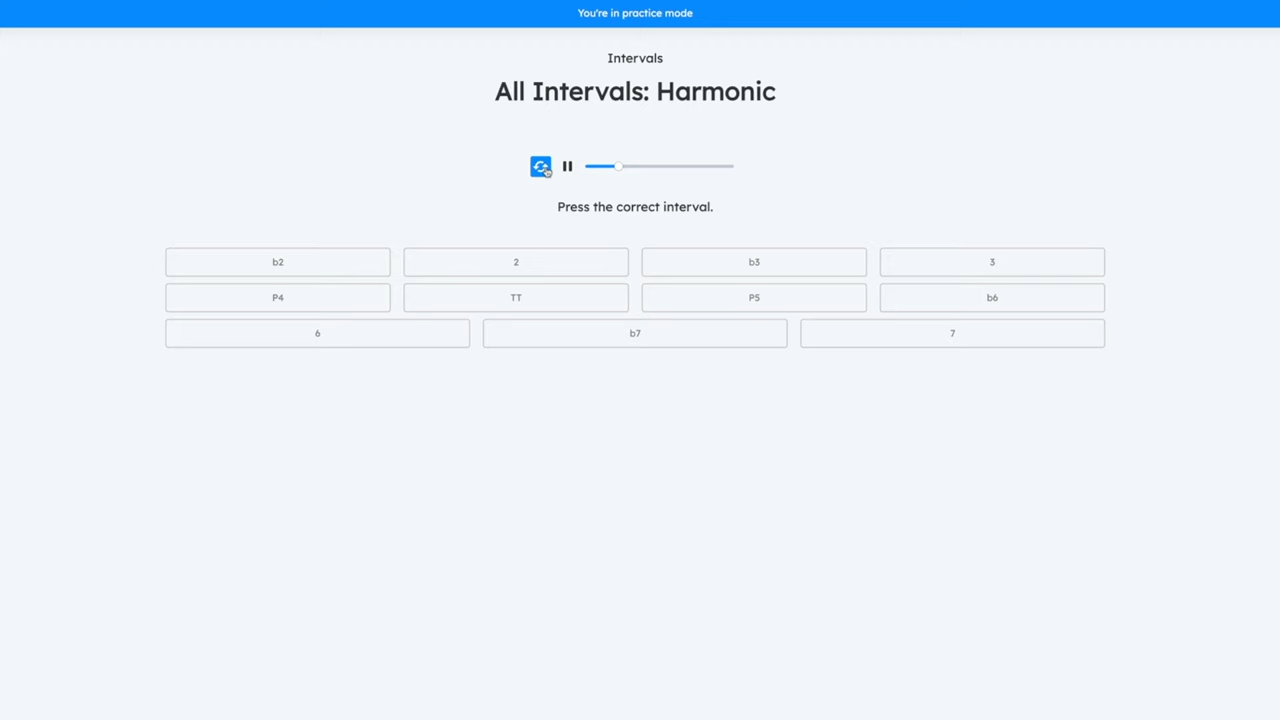 You're in practice mode
Intervals
All Intervals: Harmonic
Press the correct interval.
b2 2 b3 3
P4 TT P5 b6
6 b7 7